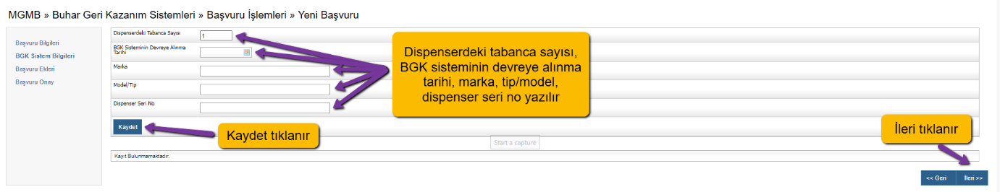 MGMB » Buhar Geri Kazanım Sistemleri » Başvuru İşlemleri » Yeni Başvuru
Başvuru Bilgileri
BGK Sistem Bilgileri
Başvuru Ekleri
Başvuru Onay
Dispenserdeki Tabanca Sayısı
1
BGK Sisteminin Devreye Alınma
Tarihi
Marka
Model/Tip
Dispenser Seri No
Dispenserdeki tabanca sayısı,
BGK sisteminin devreye alınma
tarihi, marka, tip/model,
dispenser seri no yazılır
Kaydet
Kaydet tıklanır
İleri tıklanır
Start a capture
Kayıt Bulunmamaktadır.
<< Geri
İleri >>